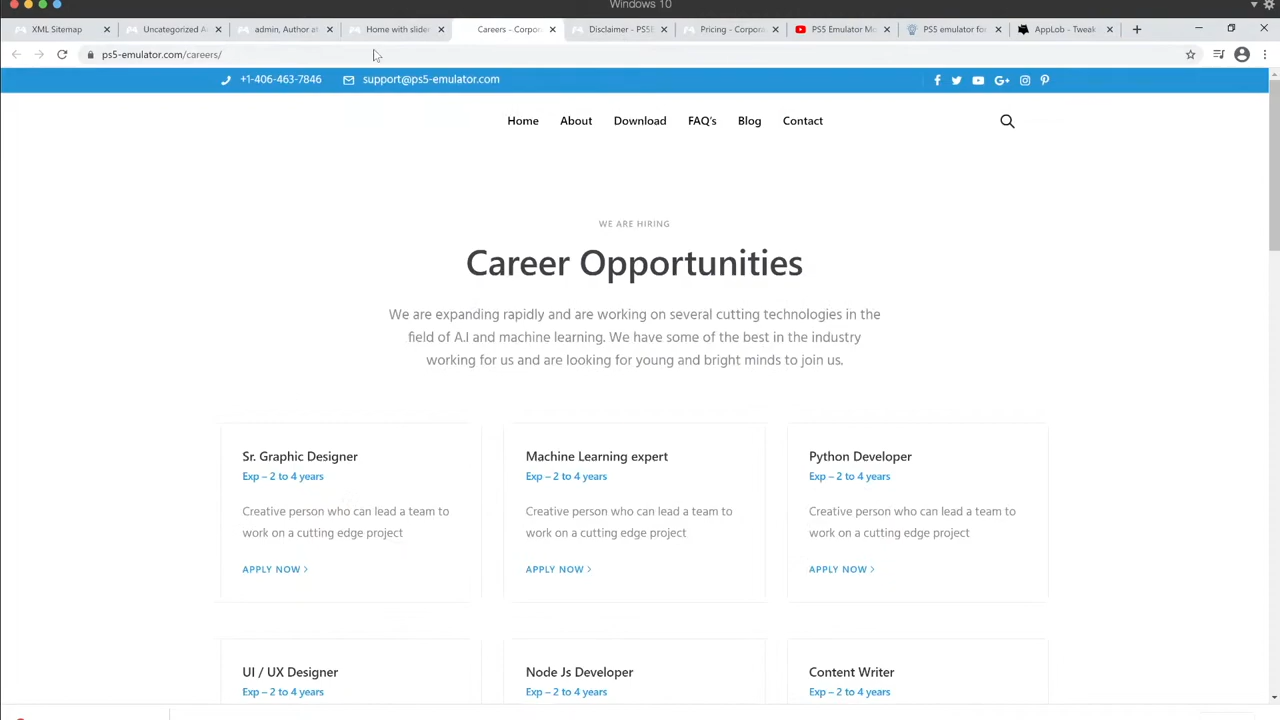 Windows 10
XML Sitemap
Uncategorized A
admin, Author at
Home with slider
Careers – Corpor
Disclaimer - PS5E
Pricing – Corpora
PS5 Emulator Mo
PS5 emulator fo
AppLob - Tweak
ps5-emulator.com/careers/
+1-406-463-7846
support@ps5-emulator.com
Home About Download FAQ's Blog Contact
WE ARE HIRING
Career Opportunities
We are expanding rapidly and are working on several cutting technologies in the
field of A.I and machine learning. We have some of the best in the industry
working for us and are looking for young and bright minds to join us.
Sr. Graphic Designer
Exp – 2 to 4 years
Creative person who can lead a team to
work on a cutting edge project
APPLY NOW >
Machine Learning expert
Exp – 2 to 4 years
Creative person who can lead a team to
work on a cutting edge project
APPLY NOW >
Python Developer
Exp – 2 to 4 years
Creative person who can lead a team to
work on a cutting edge project
APPLY NOW >
UI / UX Designer
Exp – 2 to 4 years
Node Js Developer
Exp – 2 to 4 years
Content Writer
Exp – 2 to 4 years